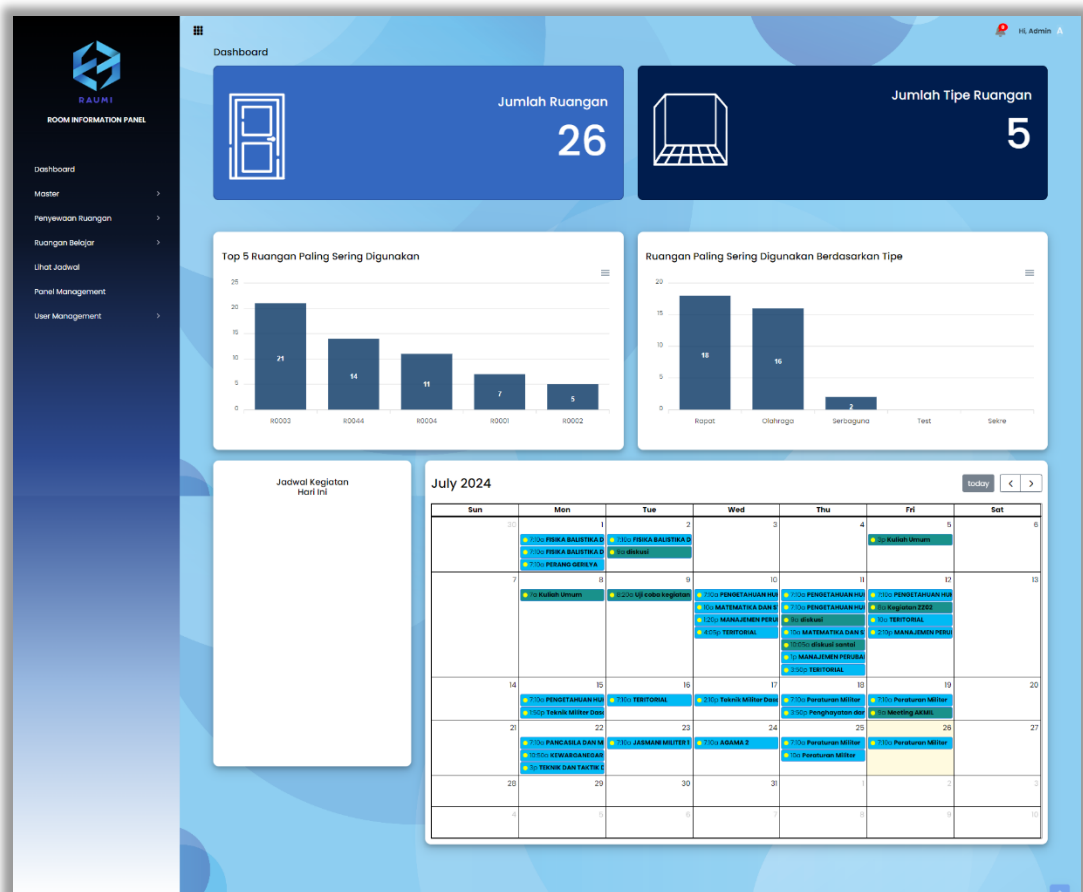 RAUMI
ROOM INFORMATION PANEL
Dashboard
Master
Penyewaan Ruangan
Ruangan Belajar
Lihat Jadwal
Panel Management
User Management
Hi, Admin A
Dashboard
Jumlah Ruangan
26
Jumlah Tipe Ruangan
5
Top 5 Ruangan Paling Sering Digunakan
25
20
15
10
5
0
21
14
11
7
5
R0003 R0044 R0004 R0001 R0002
Ruangan Paling Sering Digunakan Berdasarkan Tipe
20
15
10
5
0
18
16
2
Rapat Olahraga Serbaguna Test Sekre
Jadwal Kegiatan
Hari Ini
July 2024
today
Sun Mon Tue Wed Thu Fri Sat
30 1 2 3 4 5 6
7:10a FISIKA BALISTIKA D 7:10a FISIKA BALISTIKA D 3p Kuliah Umum
7:10a FISIKA BALISTIKA D 9a diskusi
7:10a PERANG GERILYA
7 8 9 10 11 12 13
7a Kuliah Umum 8:20a Uji coba kegiatan 7:10a PENGETAHUAN HU 7:10a PENGETAHUAN HU 7:10a PENGETAHUAN HU
10a MATEMATIKA DAN S 7:10a PENGETAHUAN HU 8a Kegiatan ZZ02
1:20p MANAJEMEN PERU 9a diskusi 10a TERITORIAL
4:05p TERITORIAL 10a MATEMATIKA DAN S 2:10p MANAJEMEN PERU
10:05a diskusi santai
1p MANAJEMEN PERUBA
3:50p TERITORIAL
14 15 16 17 18 19 20
7:10a PENGETAHUAN HU 7:10a TERITORIAL 2:10p Teknik Militer Das 7:10a Peraturan Militer 7:10a Peraturan Militer
1:50p Teknik Militer Das 3:50p Penghayatan dan 9a Meeting AKMIL
21 22 23 24 25 26 27
7:10a PANCASILA DAN M 7:10a JASMANI MILITER I 7:10a AGAMA 2 7:10a Peraturan Militer 7:10a Peraturan Militer
10:50a KEWARGANEGAR 10a Peraturan Militer
TEKNIK DAN TAKTIK
28 29 30 31 1 2 3
4 5 6 7 8 9 10